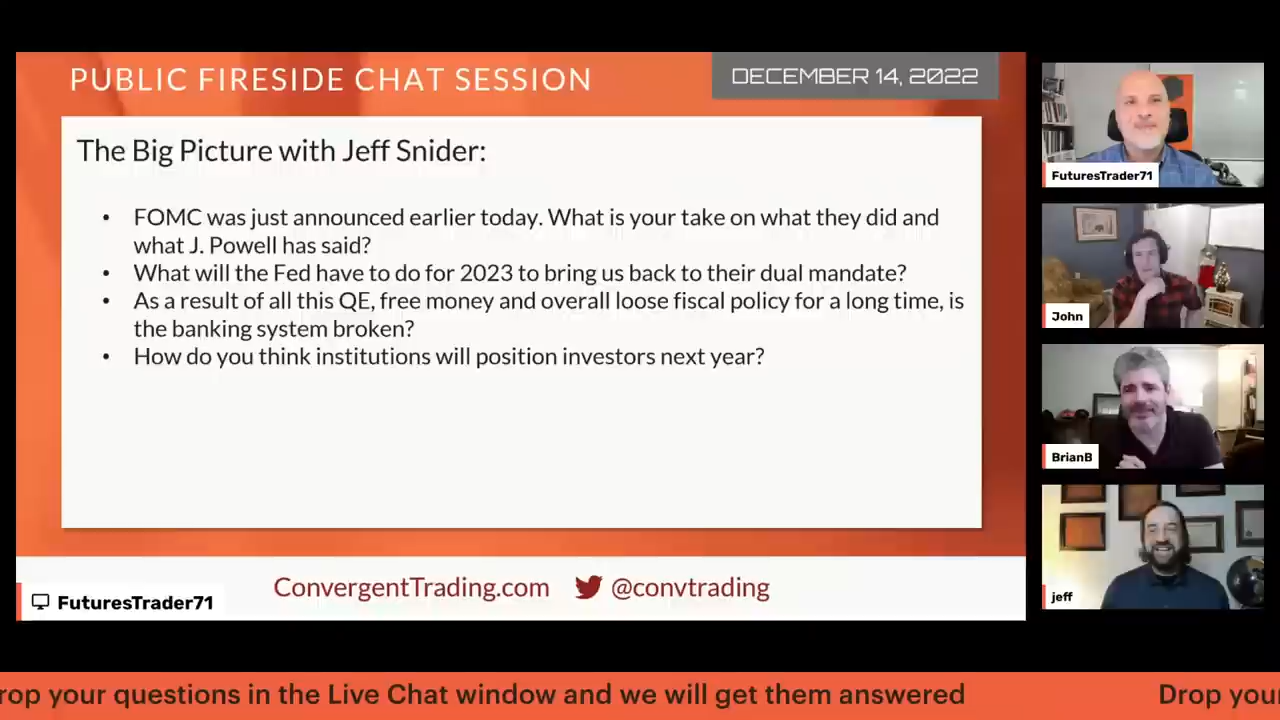 PUBLIC FIRESIDE CHAT SESSION
DECEMBER 14, 2022
The Big Picture with Jeff Snider:
• FOMC was just announced earlier today. What is your take on what they did and
what J. Powell has said?
• What will the Fed have to do for 2023 to bring us back to their dual mandate?
• As a result of all this QE, free money and overall loose fiscal policy for a long time, is
the banking system broken?
• How do you think institutions will position investors next year?
ConvergentTrading.com @convtrading
FuturesTrader71
FuturesTrader71
John
BrianB
jeff
rop your questions in the Live Chat window and we will get them answered Drop your